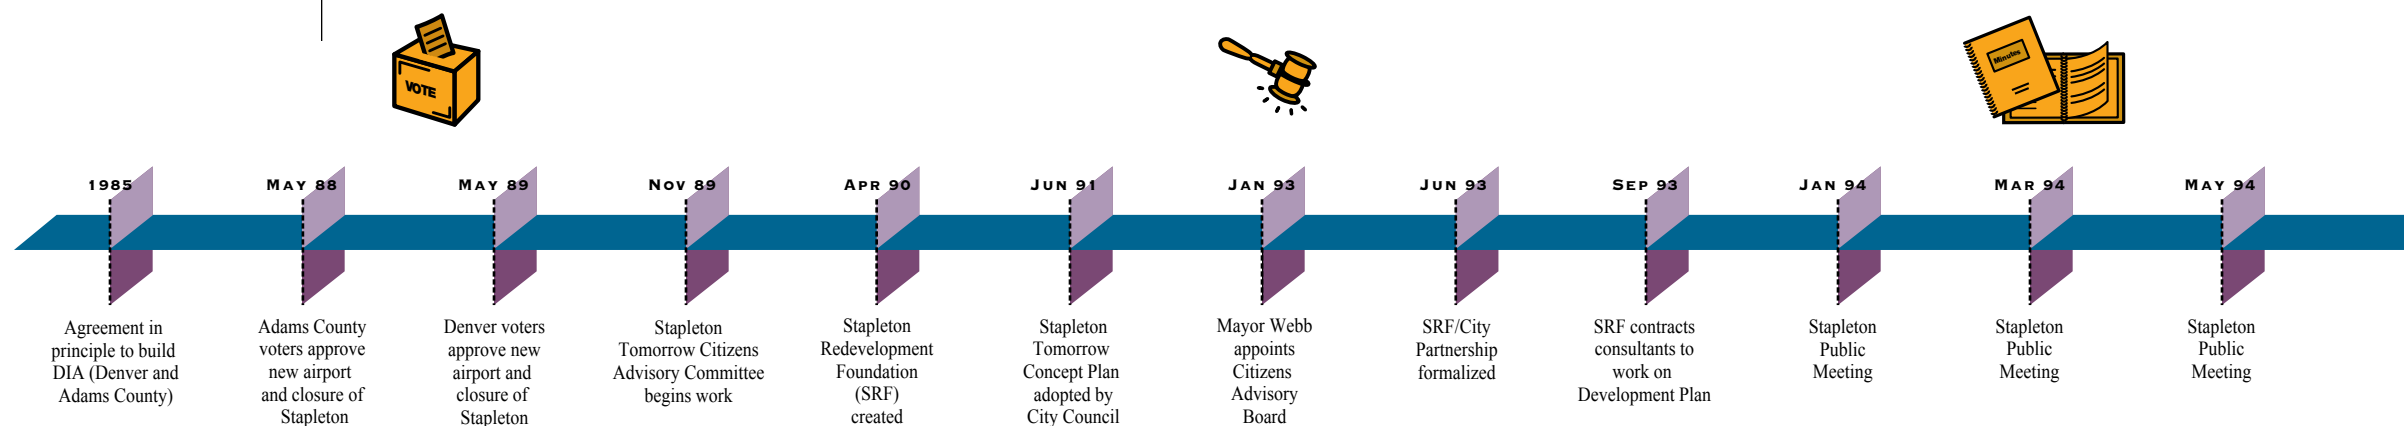 VOTE
Minutes
1985
Agreement in
principle to build
DIA (Denver and
Adams County)
MAY 88
Adams County
voters approve
new airport
and closure of
Stapleton
MAY 89
Denver voters
approve new
airport and
closure of
Stapleton
NOV 89
Stapleton
Tomorrow Citizens
Advisory Committee
begins work
APR 90
Stapleton
Redevelopment
Foundation
(SRF)
created
JUN 91
Stapleton
Tomorrow
Concept Plan
adopted by
City Council
JAN 93
Mayor Webb
appoints
Citizens
Advisory
Board
JUN 93
SRF/City
Partnership
formalized
SEP 93
SRF contracts
consultants to
work on
Development Plan
JAN 94
Stapleton
Public
Meeting
MAR 94
Stapleton
Public
Meeting
MAY 94
Stapleton
Public
Meeting